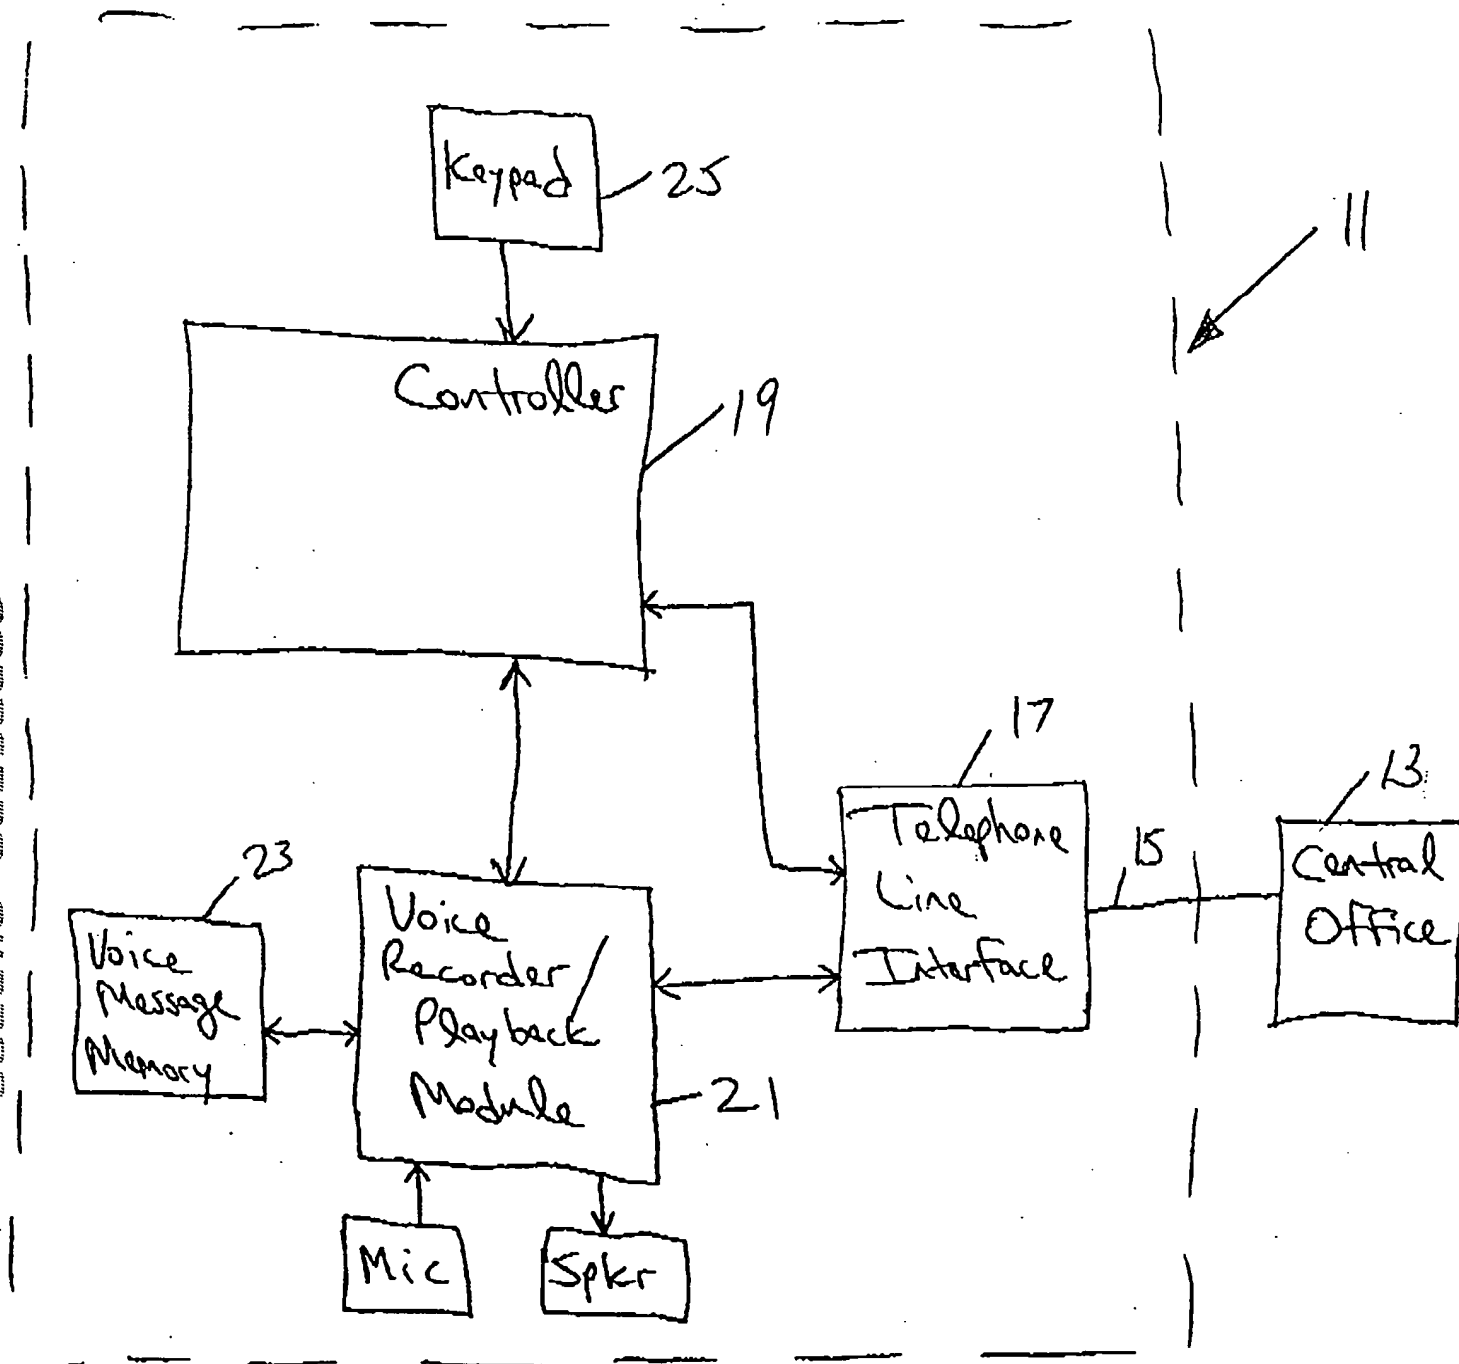 Keypad
25
11
Controller
19
17
13
Telephone
Line
Interface
15
Central
Office
23
Voice
Message
Memory
Voice
Recorder /
Playback
Module
21
Mic
Spkr